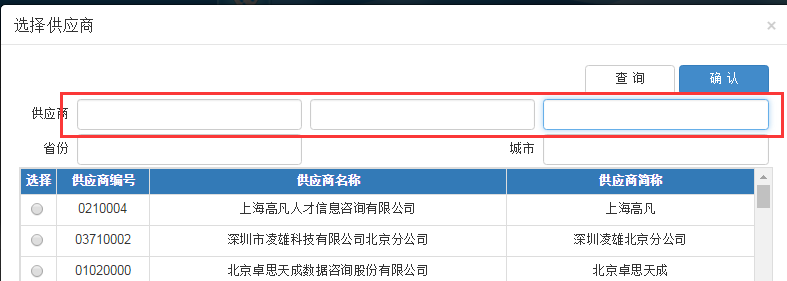 选择供应商 ×
查 询 确 认
供应商
省份 城市
选择 供应商编号 供应商名称 供应商简称
0210004 上海高凡人才信息咨询有限公司 上海高凡
03710002 深圳市凌雄科技有限公司北京分公司 深圳凌雄北京分公司
01020000 北京卓思天成数据咨询股份有限公司 北京卓思天成